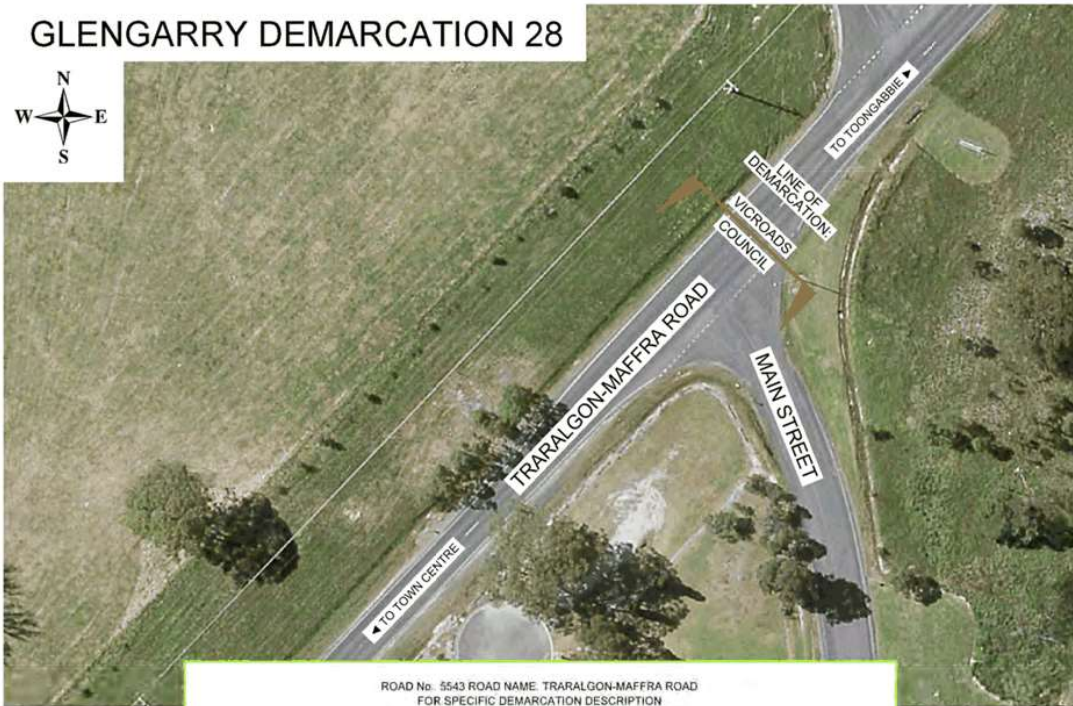 GLENGARRY DEMARCATION 28
N
W E
S
TO TOONGABBIE ►
LINE OF
DEMARCATION:
VICROADS
COUNCIL
TRARALGON-MAFFRA ROAD
MAIN STREET
◄ TO TOWN CENTRE
ROAD No. 5543 ROAD NAME. TRARALGON-MAFFRA ROAD
FOR SPECIFIC DEMARCATION DESCRIPTION